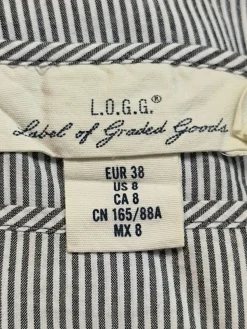 L.O.G.G.®
Label of Graded Goods
EUR 38
US 8
CA 8
CN 165/88A
MX 8